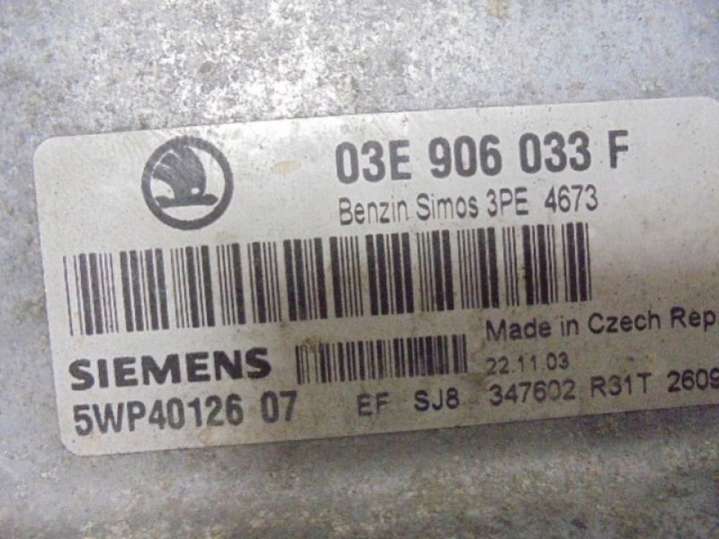 03E 906 033 F
Benzin Simos 3PE 4673
Made in Czech Rep
SIEMENS
22.11.03
5WP40126 07 EF SJ8 347602 R31T 2609